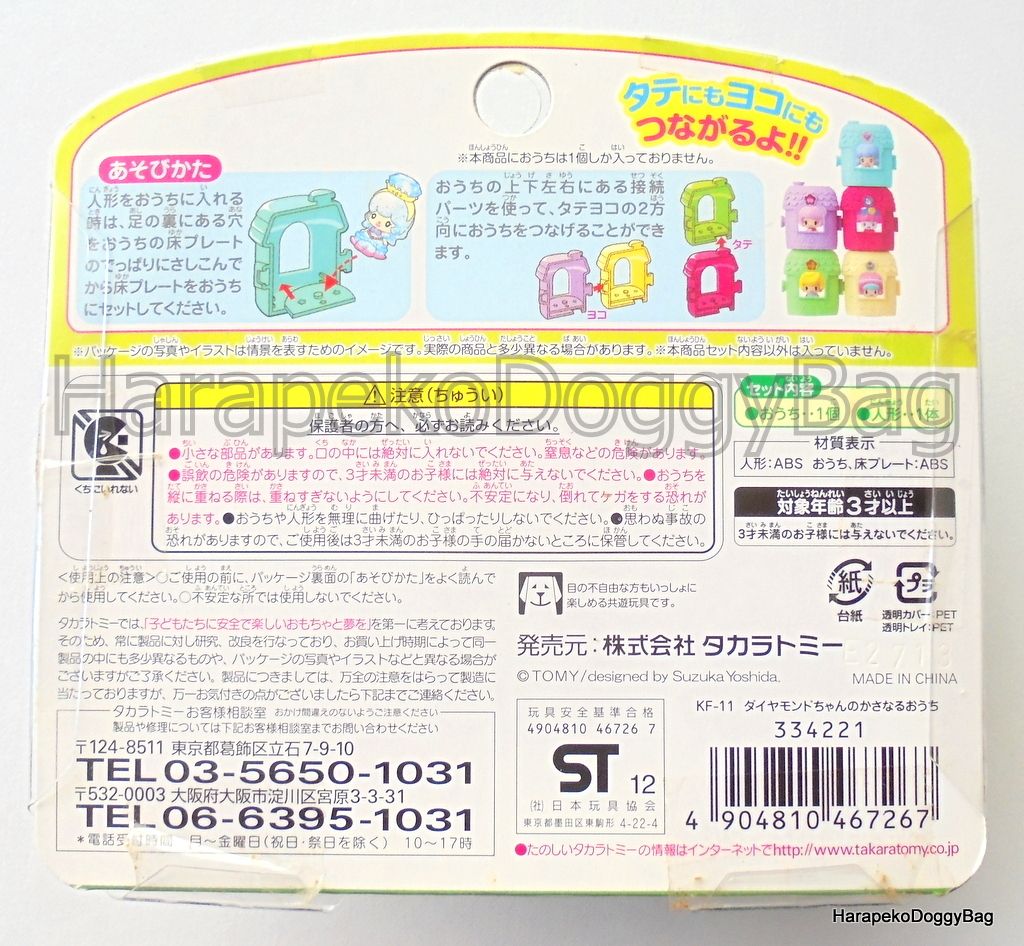 タテにもヨコにも
つながるよ!!
※本商品におうちは1個しか入っておりません。
あそびかた
人形をおうちに入れる
時は、足の裏にある穴
をおうちの床プレート
のでっぱりにさしこんで
から床プレートをおうち
にセットしてください。
おうちの上下左右にある接続
パーツを使って、タテヨコの2方
向におうちをつなげることができ
ます。
タテ
ヨコ
※パッケージの写真やイラストは情景を表すためのイメージです。実際の商品と多少異なる場合があります。※本商品セット内容以外は入っていません。
HarapekoDoggyBag
注意(ちゅうい)
保護者の方へ、必ずお読みください。
●小さな部品があります。口の中には絶対に入れないでください。窒息などの危険があります。
●誤飲の危険がありますので、3才未満のお子様には絶対に与えないでください。●おうちを
縦に重ねる際は、重ねすぎないようにしてください。不安定になり、倒れてケガをする恐れが
あります。●おうちや人形を無理に曲げたり、ひっぱったりしないでください。●思わぬ事故の
恐れがありますので、ご使用後は3才未満のお子様の手の届かないところに保管してください。
くちにいれない
セット内容
●おうち‥1個 ●人形‥1体
材質表示
人形:ABS おうち、床プレート:ABS
対象年齢3才以上
3才未満のお子様には与えないでください。
<使用上の注意>○ご使用の前に、パッケージ裏面の「あそびかた」をよく読んで
から使用してください。○不安定な所では使用しないでください。
タカラトミーでは、「子どもたちに安全で楽しいおもちゃと夢を」を第一に考えております。
そのため、常に製品に対し研究、改良を行なっており、お買い上げ時期によって同一
製品の中にも多少異なるものや、パッケージの写真やイラストなどと異なる場合が
ございますがご了承ください。製品につきましては、万全の注意をはらって製造に
当たっておりますが、万一お気付きの点がございましたら下記までご連絡ください。
目の不自由な方もいっしょに
楽しめる共遊玩具です。
紙
台紙
プラ
透明カバー:PET
透明トレイ:PET
発売元:株式会社 タカラトミー
E2713
©TOMY/designed by Suzuka Yoshida.
MADE IN CHINA
タカラトミーお客様相談室 おかけ間違えのないようご注意ください
製品や修理については下記お客様相談室までお問い合わせください
〒124-8511 東京都葛飾区立石7-9-10
TEL 03-5650-1031
〒532-0003 大阪府大阪市淀川区宮原3-3-31
TEL 06-6395-1031
*電話受付時間 月〜金曜日(祝日・祭日を除く) 10〜17時
玩具安全基準合格
4904810 46726 7
ST 12
(社)日本玩具協会
東京都墨田区東駒形 4-22-4
KF-11 ダイヤモンドちゃんのかさなるおうち
334221
4 904810 467267
●たのしいタカラトミーの情報はインターネットでhttp://www.takaratomy.co.jp
HarapekoDoggyBag